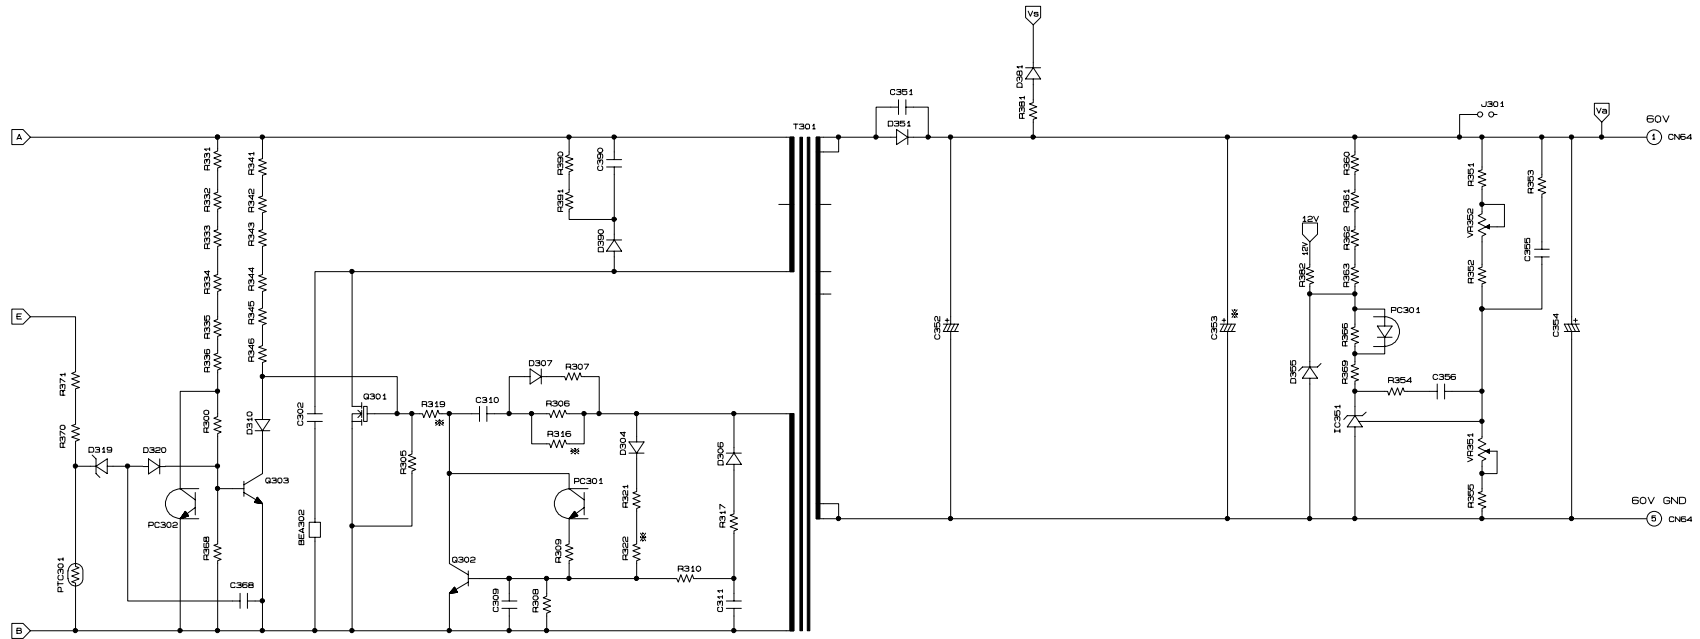 Vs
D381
R381
C351
D351
T301
J301
Va
60V
1
CN64
A
R331
R332
R333
R334
R335
R336
R341
R342
R343
R344
R345
R346
R390
R391
C390
D390
R360
R361
R362
R363
R351
VR352
R352
R353
C355
12V
12V
R382
E
R371
R370
C352
C353
※
PC301
R366
R369
D355
C354
D307
R307
R306
R316
※
C310
R319
※
Q301
C302
R300
D310
R354
C356
IC351
VR351
R355
D319
D320
Q303
R305
D304
D306
PC301
R321
R317
PC302
BEA302
R322
※
R309
R368
Q302
R310
PTC301
C368
C309
R308
C311
B
60V GND
5
CN64